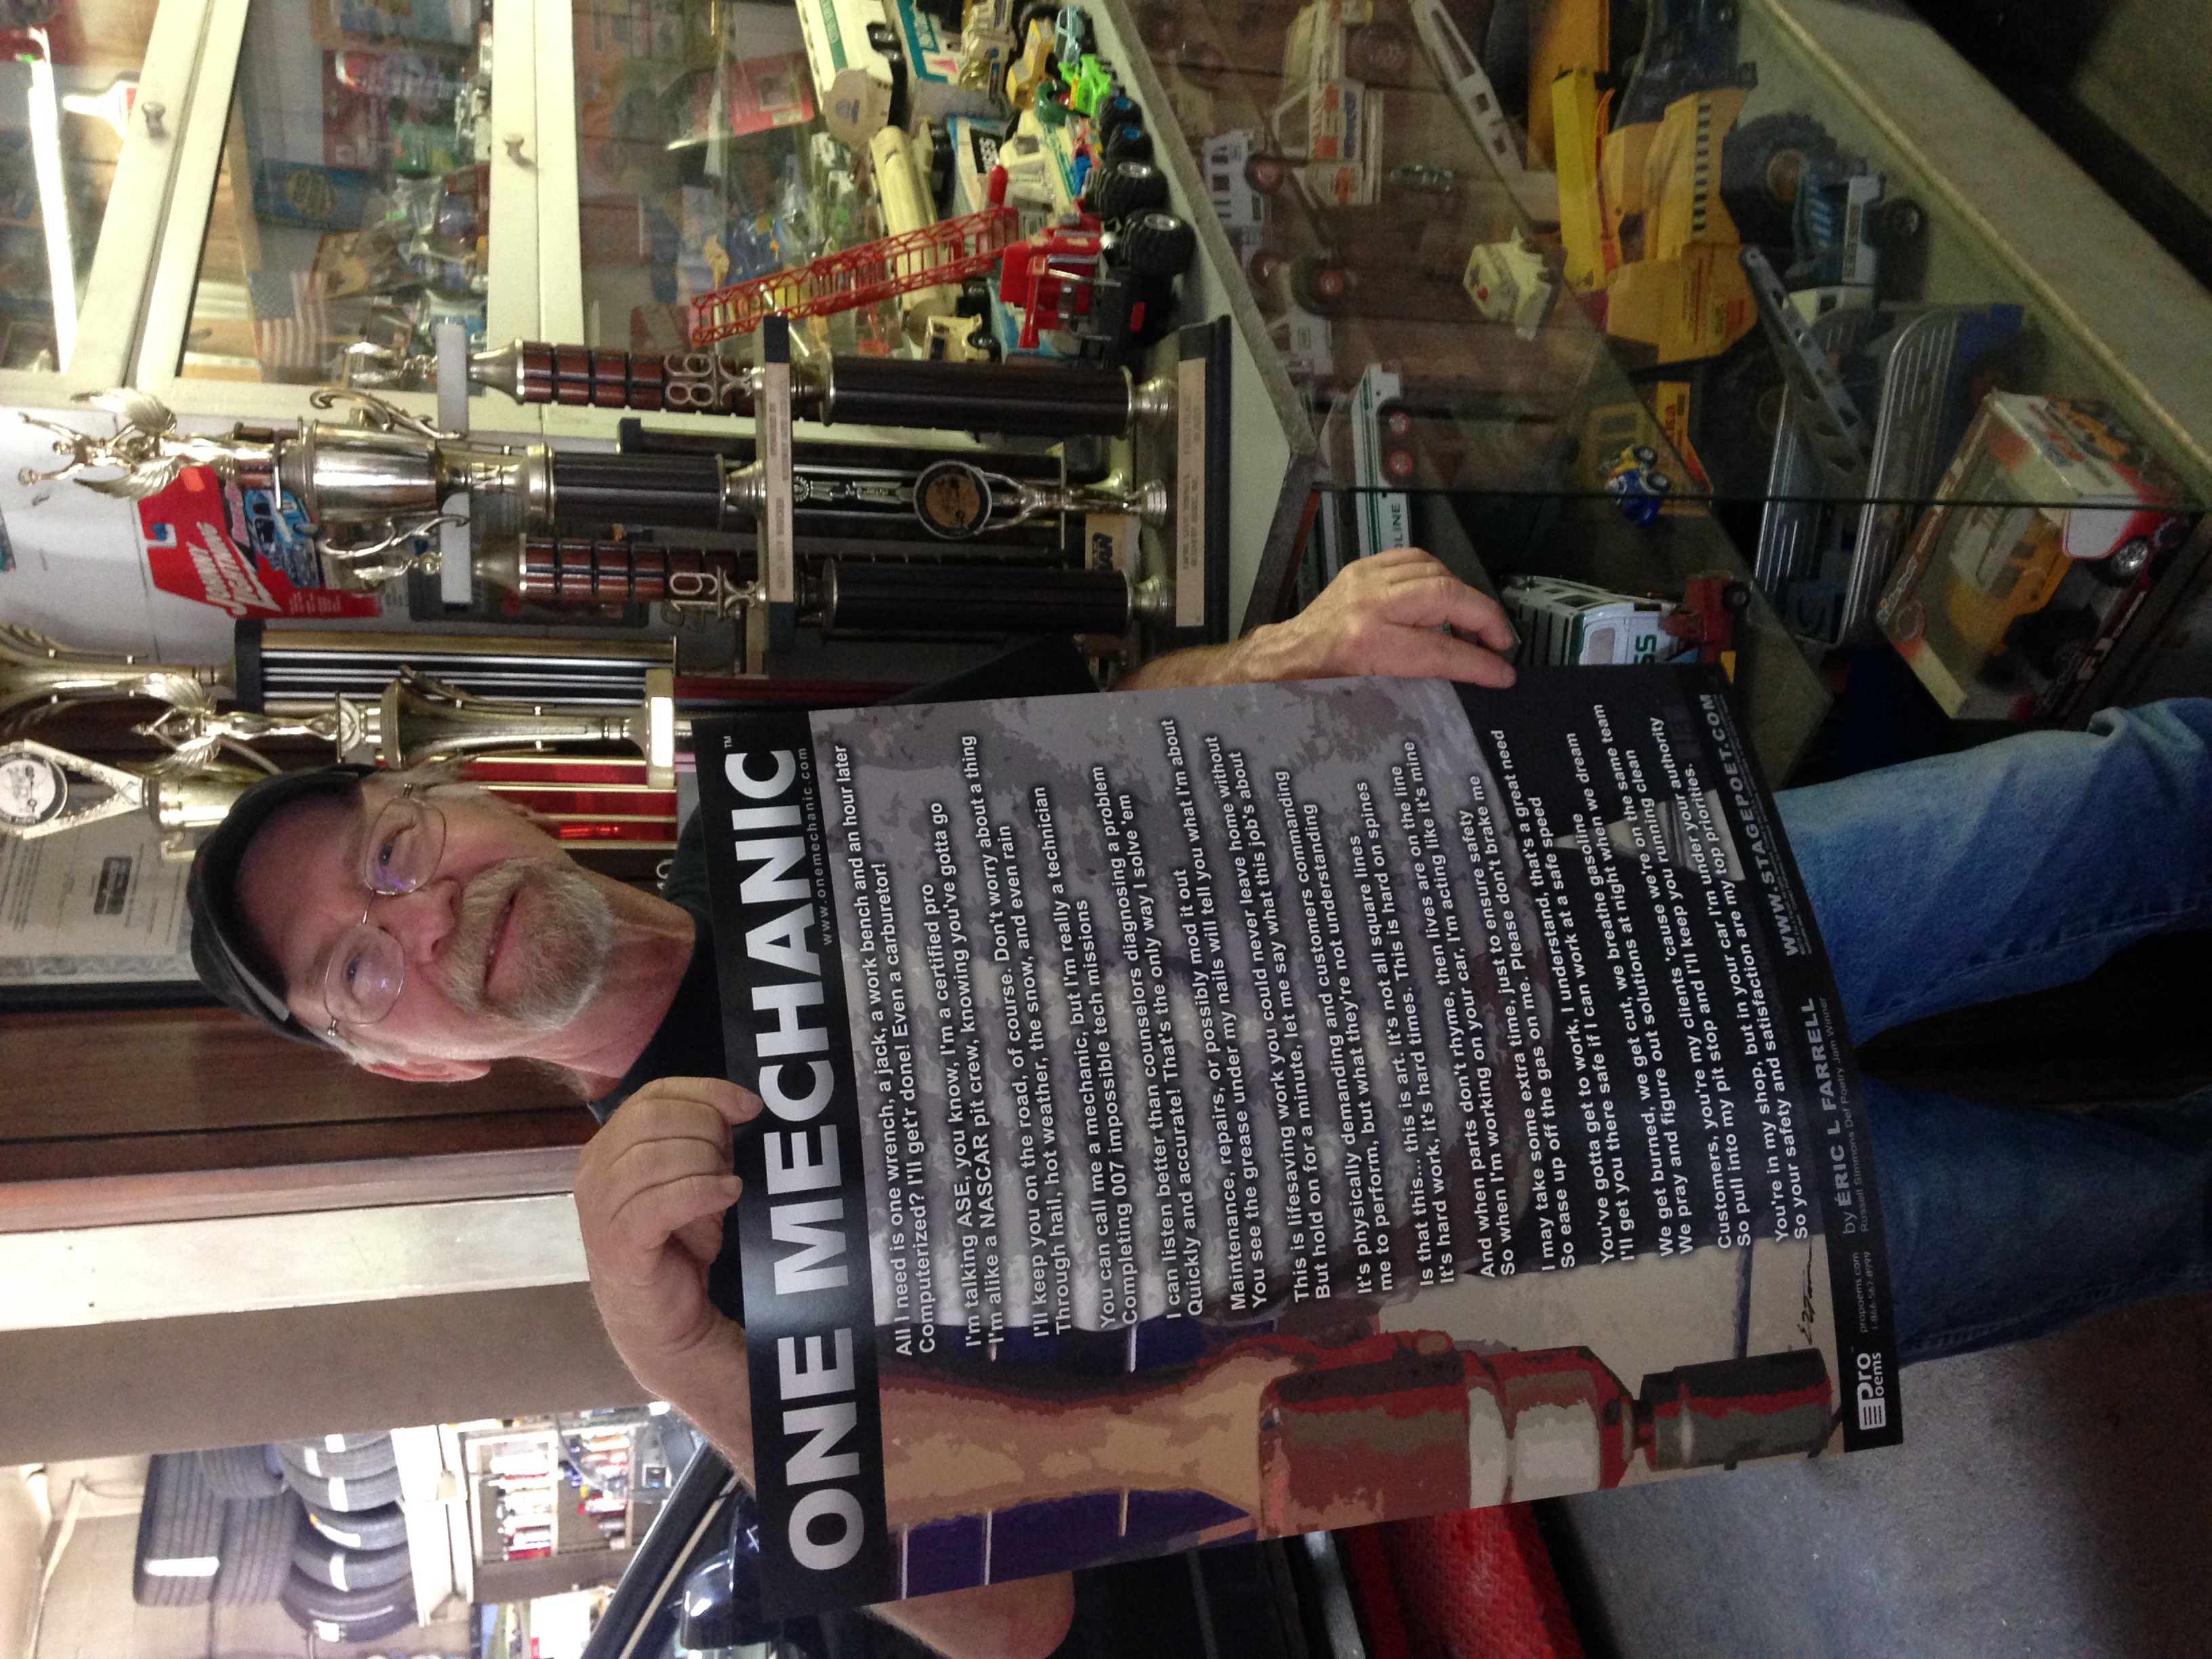 ONE MECHANIC™
www.onemechanic.com
All I need is one wrench, a jack, a work bench and an hour later
Computerized? I'll get'r done! Even a carburetor!
I'm talking ASE, you know, I'm a certified pro
I'm alike a NASCAR pit crew, knowing you've gotta go
I'll keep you on the road, of course. Don't worry about a thing
Through hail, hot weather, the snow, and even rain
You can call me a mechanic, but I'm really a technician
Completing 007 impossible tech missions
I can listen better than counselors diagnosing a problem
Quickly and accurate! That's the only way I solve 'em
Maintenance, repairs, or possibly mod it out
You see the grease under my nails will tell you what I'm about
This is lifesaving work you could never leave home without
But hold on for a minute, let me say what this job's about
It's physically demanding and customers commanding
me to perform, but what they're not understanding
Is that this... this is art. It's not all square lines
It's hard work, it's hard times. This is hard on spines
And when parts don't rhyme, then lives are on the line
So when I'm working on your car, I'm acting like it's mine
I may take some extra time, just to ensure safety
So ease up off the gas on me. Please don't brake me
You've gotta get to work, I understand, that's a great need
I'll get you there safe if I can work at a safe speed
We get burned, we get cut, we breathe gasoline
We pray and figure out solutions at night when we dream
Customers, you're my clients 'cause we're on the same team
So pull into my pit stop and I'll keep you running clean
You're in my shop, but in your car I'm under your authority
So your safety and satisfaction are my top priorities.
WWW.STAGEPOET.COM
Pro
oems
propoems.com
1-866-567-8999
by ÉRIC L FARRELL
Russell Simmons Def Poetry Jam Winner
19
88
JOHNNY
LIGHTNING
LINE